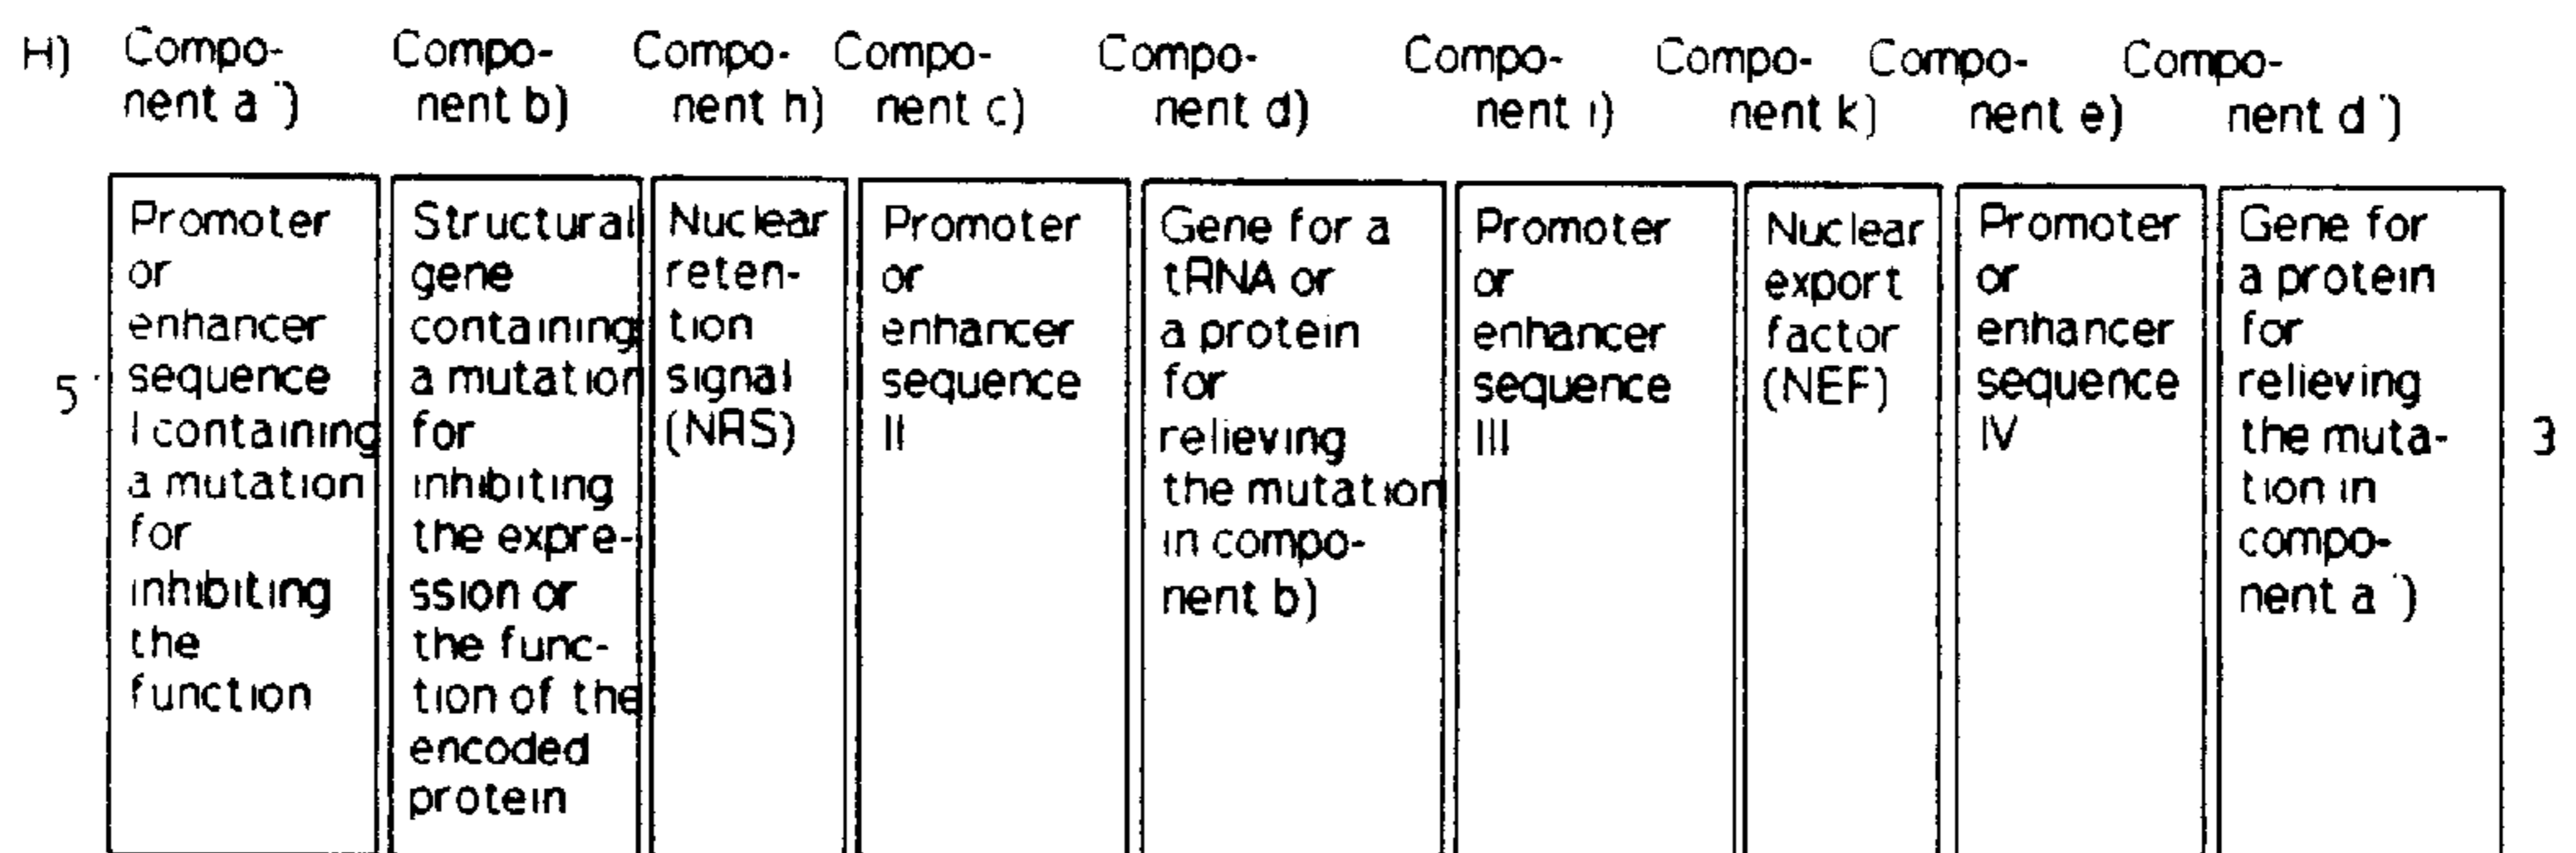 H)
Compo-
nent a')
Compo-
nent b)
Compo-
nent h)
Compo-
nent c)
Compo-
nent d)
Compo-
nent i)
Compo-
nent k)
Compo-
nent e)
Compo-
nent d')
5'
Promoter
or
enhancer
sequence
I containing
a mutation
for
inhibiting
the
function
Structural
gene
containing
a mutation
for
inhibiting
the expre-
ssion or
the func-
tion of the
encoded
protein
Nuclear
reten-
tion
signal
(NRS)
Promoter
or
enhancer
sequence
II
Gene for a
tRNA or
a protein
for
relieving
the mutation
in compo-
nent b)
Promoter
or
enhancer
sequence
III
Nuclear
export
factor
(NEF)
Promoter
or
enhancer
sequence
IV
Gene for
a protein
for
relieving
the muta-
tion in
compo-
nent a')
3